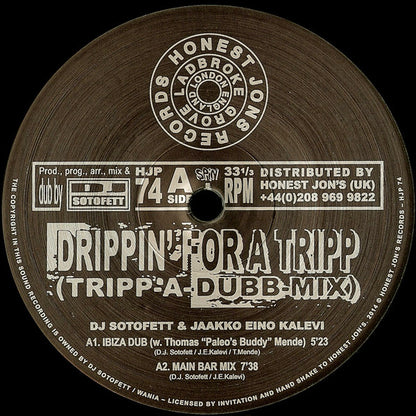 HONEST JONS RECORDS
LADBROKE GROVE
LONDON ENGLAND
Prod., prog., arr., mix &
dub by
DJ
SOTOFETT
HJP
74
A
SIDE
33⅓
RPM
DISTRIBUTED BY
HONEST JON'S (UK)
+44(0)208 969 9822
DRIPPIN' FOR A TRIPP
(TRIPP-A-DUBB-MIX)
DJ SOTOFETT & JAAKKO EINO KALEVI
A1. IBIZA DUB (w. Thomas "Paleo's Buddy" Mende) 5'23
(D.J. Sotofett / J.E.Kalevi / T.Mende)
A2. MAIN BAR MIX 7'38
(D.J. Sotofett / J.E.Kalevi)
THE COPYRIGHT IN THIS SOUND RECORDING IS OWNED BY DJ SOTOFETT / WANIA - LICENSED BY INVITATION AND HAND SHAKE TO HONEST JON'S. 2014 © HONEST JON'S RECORDS - HJP 74